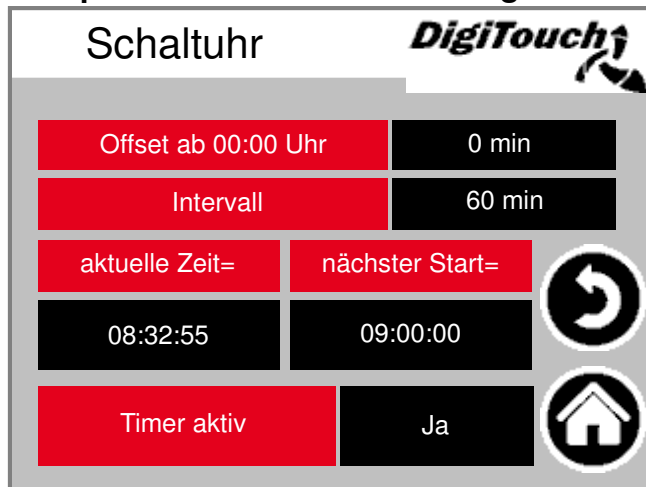 Schaltuhr
DigiTouch
Offset ab 00:00 Uhr
0 min
Intervall
60 min
aktuelle Zeit=
nächster Start=
08:32:55
09:00:00
Timer aktiv
Ja